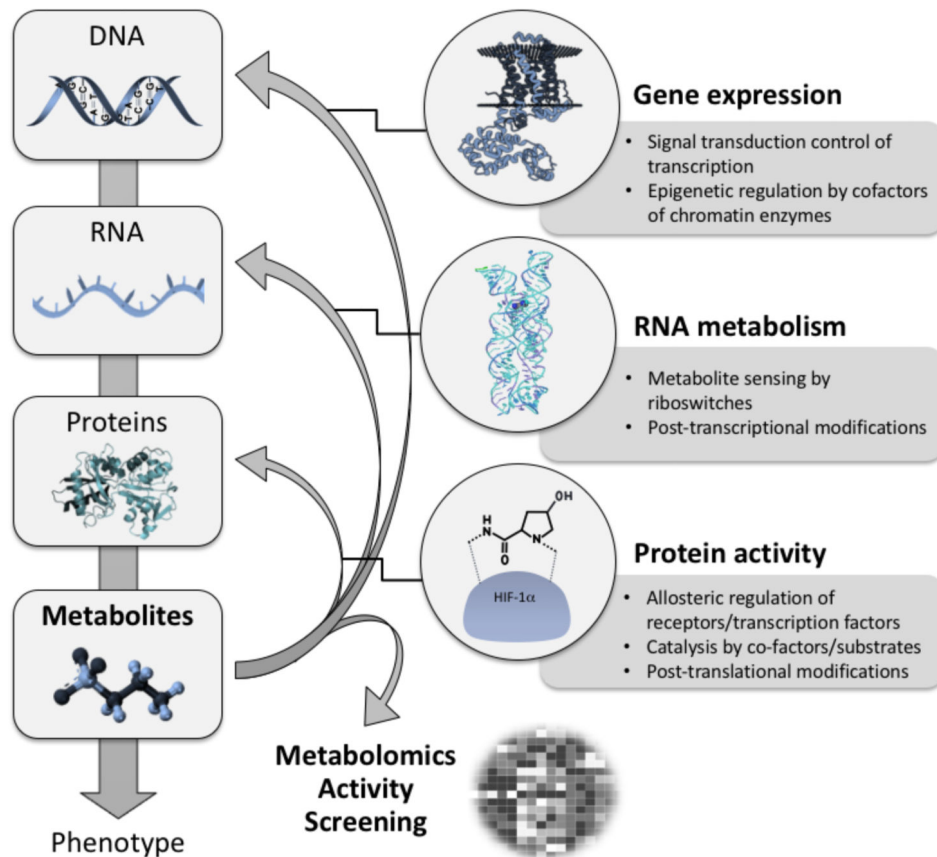 DNA
RNA
Proteins
Metabolites
Phenotype
Gene expression
• Signal transduction control of
transcription
• Epigenetic regulation by cofactors
of chromatin enzymes
RNA metabolism
• Metabolite sensing by
riboswitches
• Post-transcriptional modifications
OH
H
N
N
O
HIF-1α
Protein activity
• Allosteric regulation of
receptors/transcription factors
• Catalysis by co-factors/substrates
• Post-translational modifications
Metabolomics
Activity
Screening